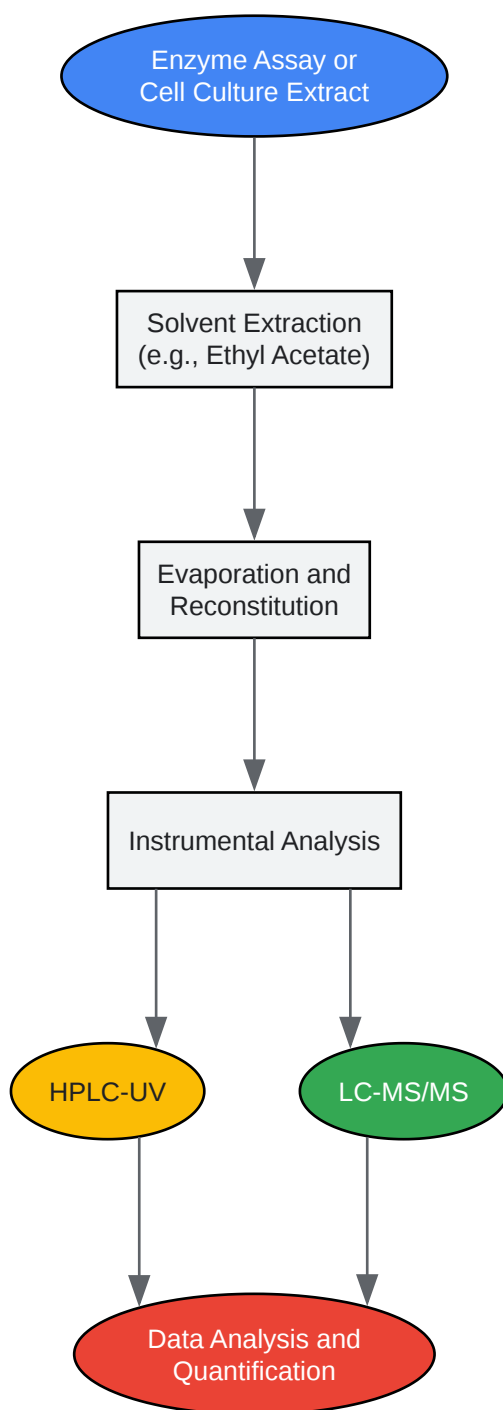 Enzyme Assay or
Cell Culture Extract
Solvent Extraction
(e.g., Ethyl Acetate)
Evaporation and
Reconstitution
Instrumental Analysis
HPLC-UV
LC-MS/MS
Data Analysis and
Quantification